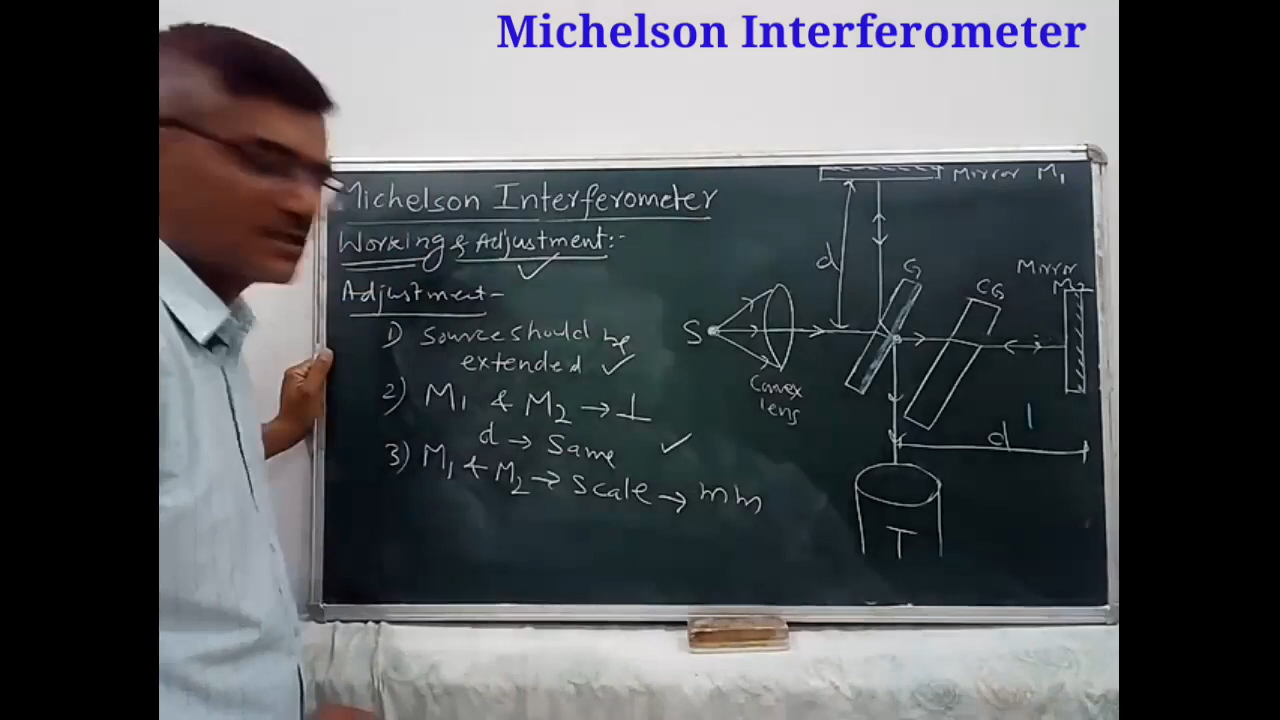 Michelson Interferometer
Michelson Interferometer
Working & Adjustment:-
Adjustment-
1) Source should be
extended ✓
2) M1 & M2 → ⊥
d → Same ✓
3) M1 & M2 → Scale → mm
Mirror M1
d
G
CG
Mirror
M2
S
Convex
lens
d
T